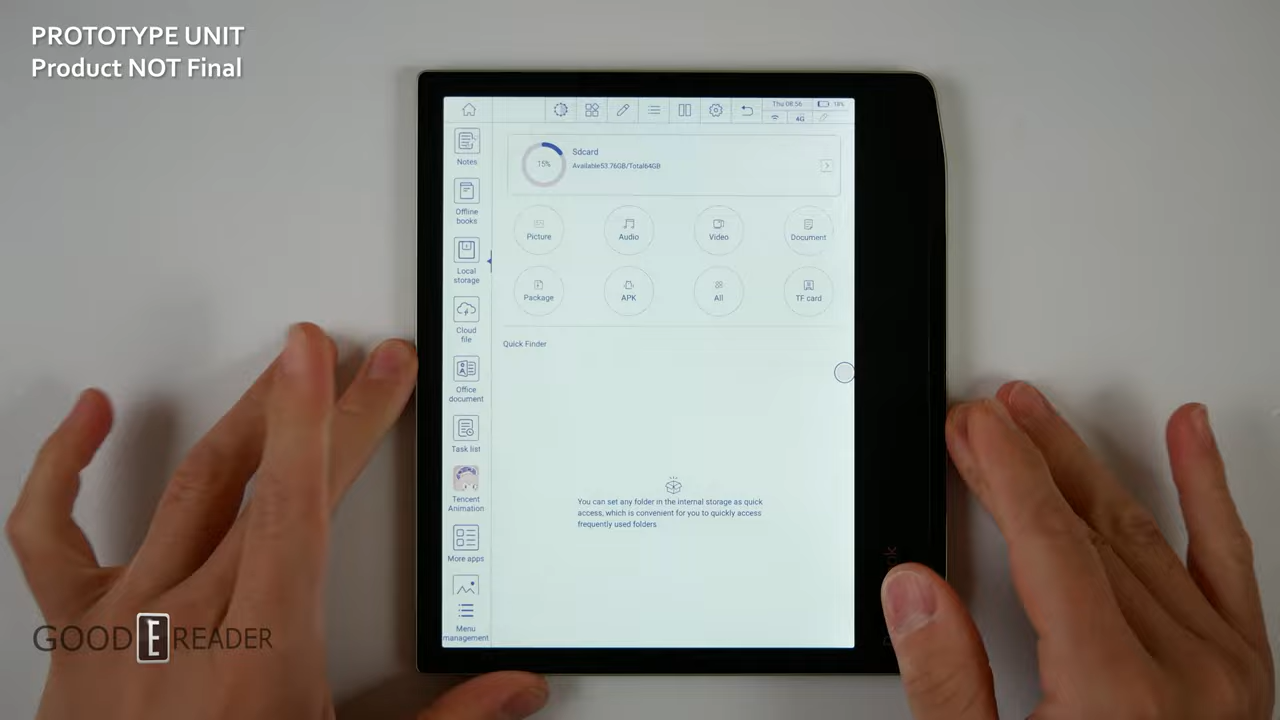 PROTOTYPE UNIT
Product NOT Final
Thu 08:56
18%
4G
Notes
Offline
books
Local
storage
Cloud
file
Office
document
Task list
Tencent
Animation
More apps
Menu
management
15%
Sdcard
Available53.76GB/Total64GB
Picture
Audio
Video
Document
Package
APK
All
TF card
Quick Finder
You can set any folder in the internal storage as quick
access, which is convenient for you to quickly access
frequently used folders
GOOD E READER